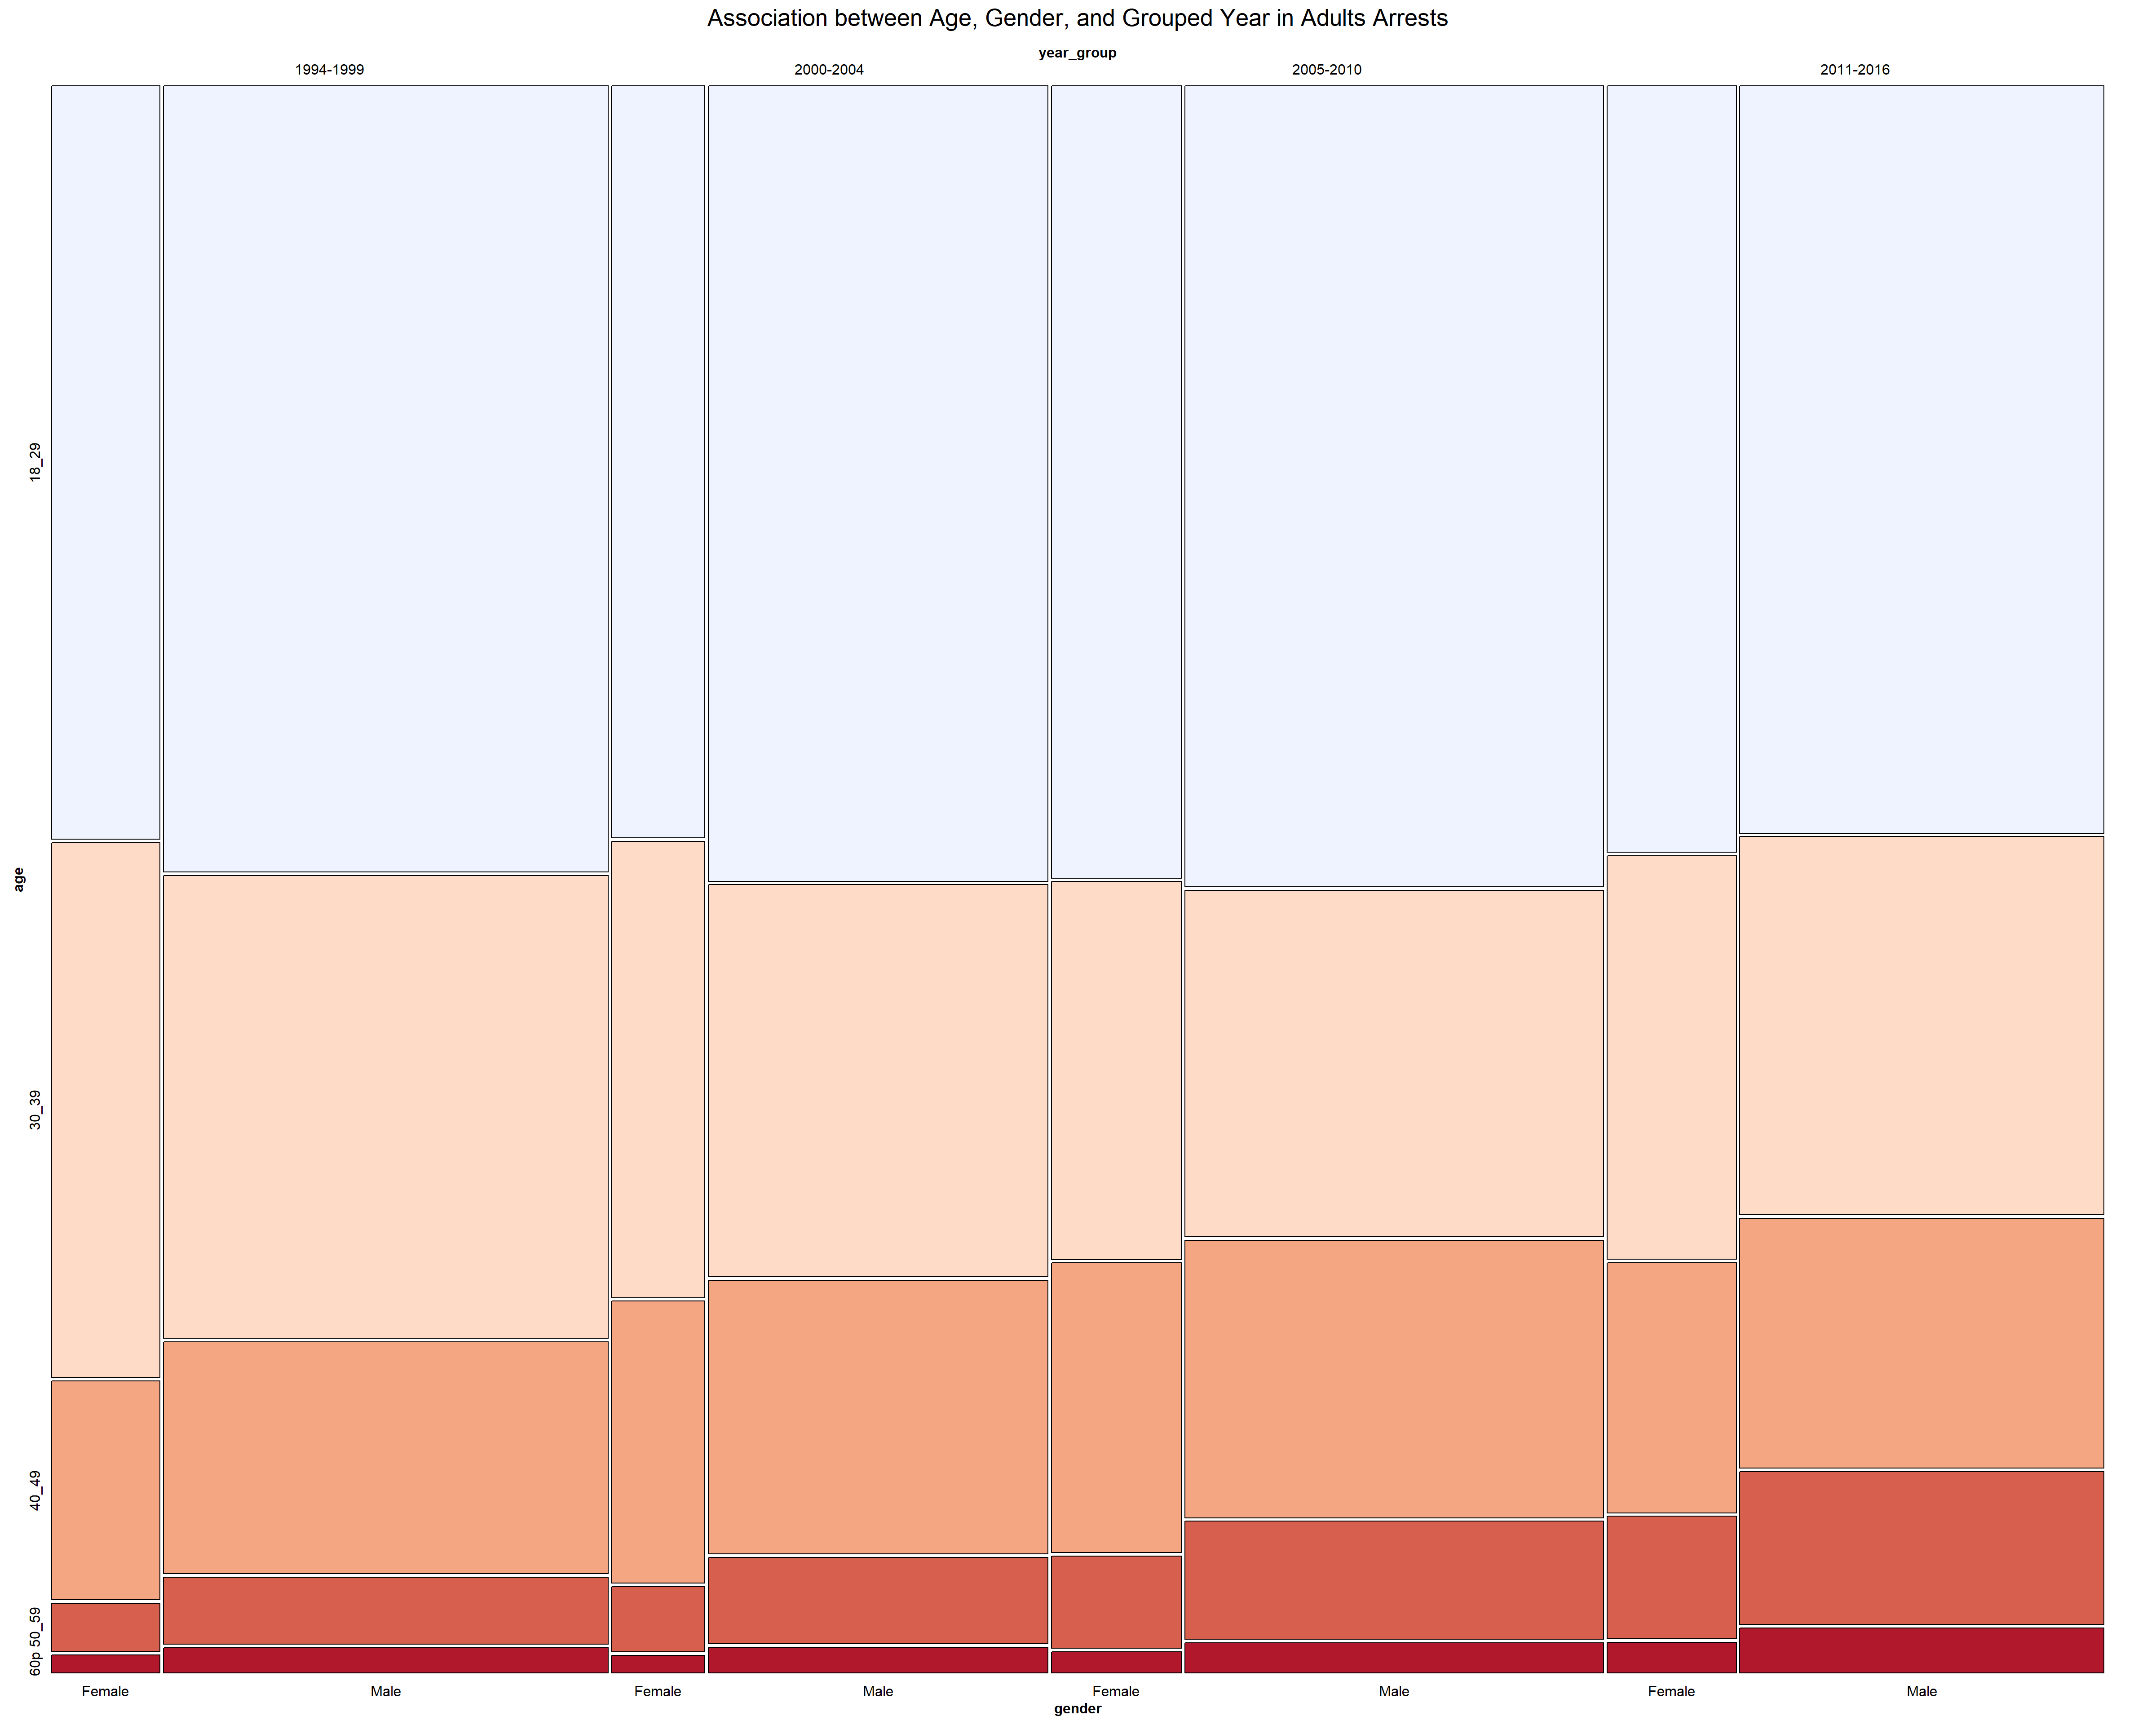 Association between Age, Gender, and Grouped Year in Adults Arrests
year_group
1994-1999 2000-2004 2005-2010 2011-2016
age
18_29
30_39
40_49
50_59
60p
Female Male Female Male Female Male Female Male
gender